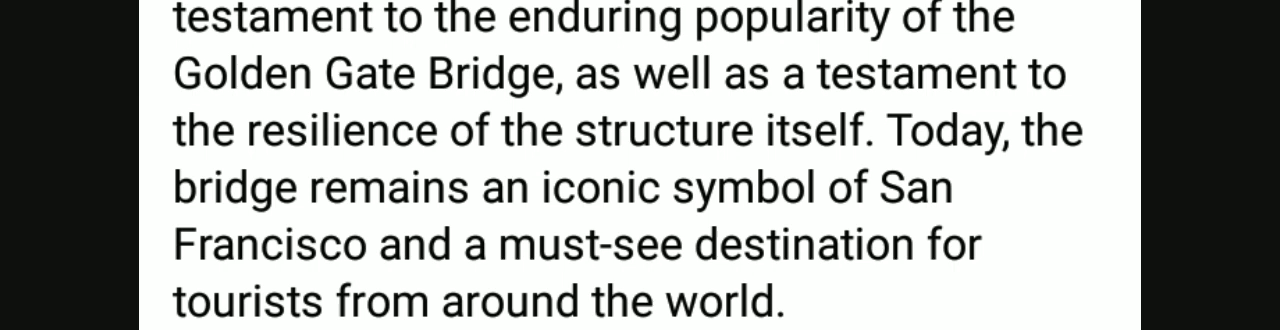 testament to the enduring popularity of the
Golden Gate Bridge, as well as a testament to
the resilience of the structure itself. Today, the
bridge remains an iconic symbol of San
Francisco and a must-see destination for
tourists from around the world.